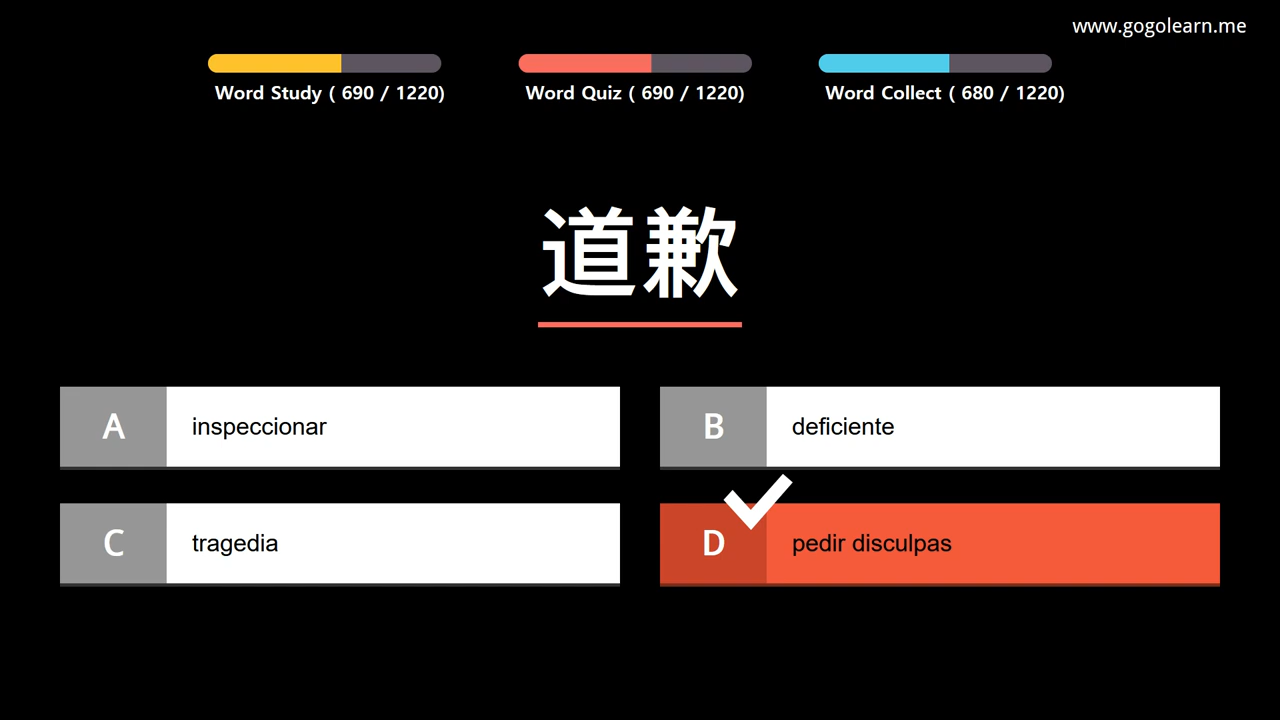 www.gogolearn.me
Word Study ( 690 / 1220)
Word Quiz ( 690 / 1220)
Word Collect ( 680 / 1220)
道歉
A
inspeccionar
B
deficiente
C
tragedia
D
pedir disculpas